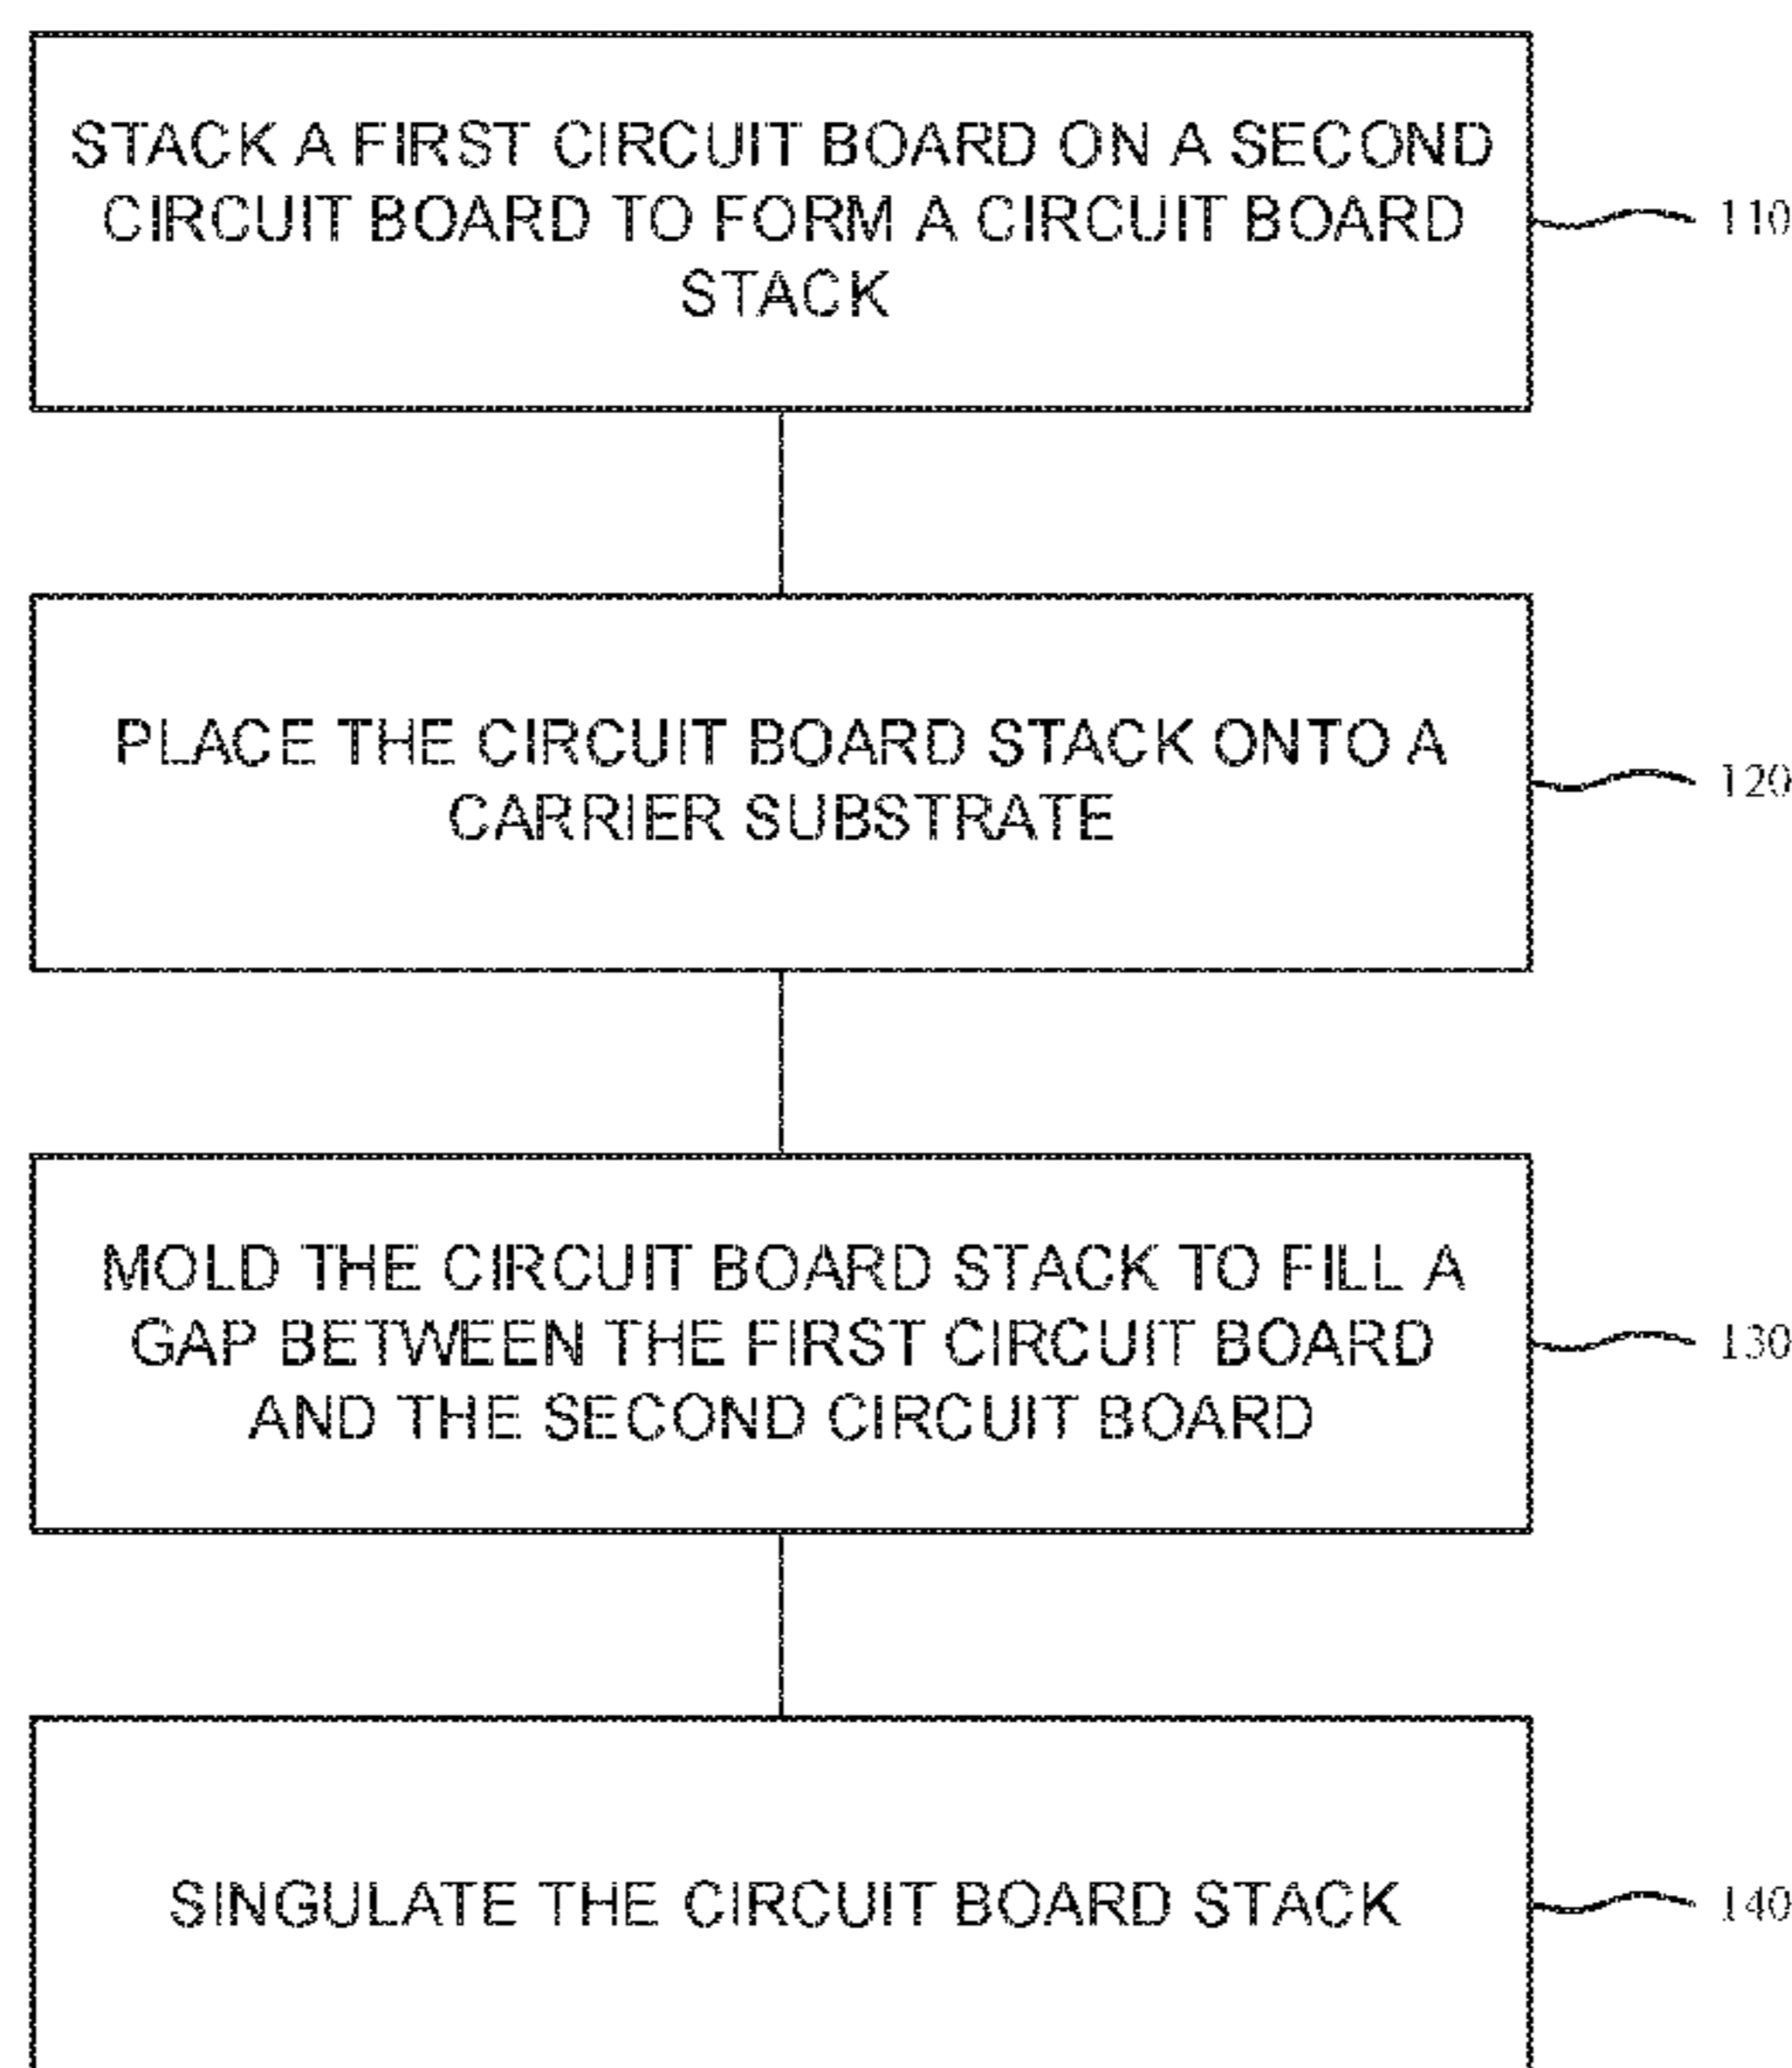 STACK A FIRST CIRCUIT BOARD ON A SECOND
CIRCUIT BOARD TO FORM A CIRCUIT BOARD
STACK
110
PLACE THE CIRCUIT BOARD STACK ONTO A
CARRIER SUBSTRATE
120
MOLD THE CIRCUIT BOARD STACK TO FILL A
GAP BETWEEN THE FIRST CIRCUIT BOARD
AND THE SECOND CIRCUIT BOARD
130
SINGULATE THE CIRCUIT BOARD STACK
140